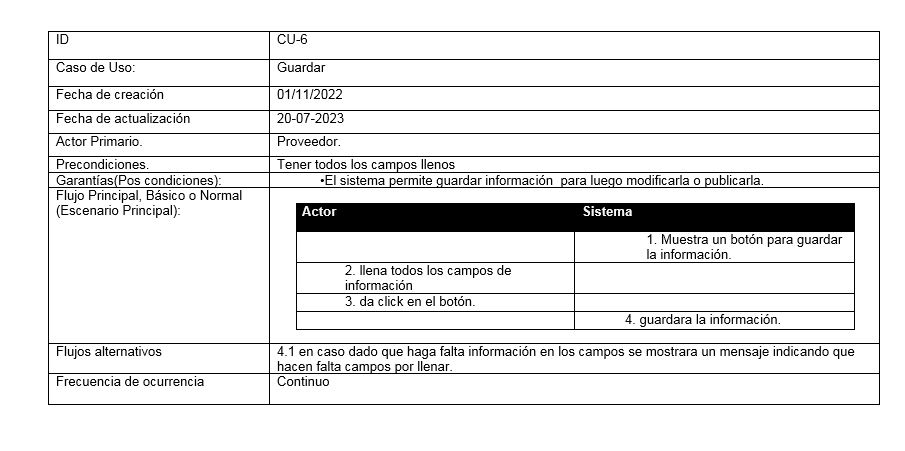 ID CU-6
Caso de Uso: Guardar
Fecha de creación 01/11/2022
Fecha de actualización 20-07-2023
Actor Primario. Proveedor.
Precondiciones. Tener todos los campos llenos
Garantías(Pos condiciones): •El sistema permite guardar información para luego modificarla o publicarla.
Flujo Principal, Básico o Normal
(Escenario Principal):
Actor Sistema
1. Muestra un botón para guardar
la información.
2. llena todos los campos de
información
3. da click en el botón.
4. guardara la información.
Flujos alternativos 4.1 en caso dado que haga falta información en los campos se mostrara un mensaje indicando que
hacen falta campos por llenar.
Frecuencia de ocurrencia Continuo